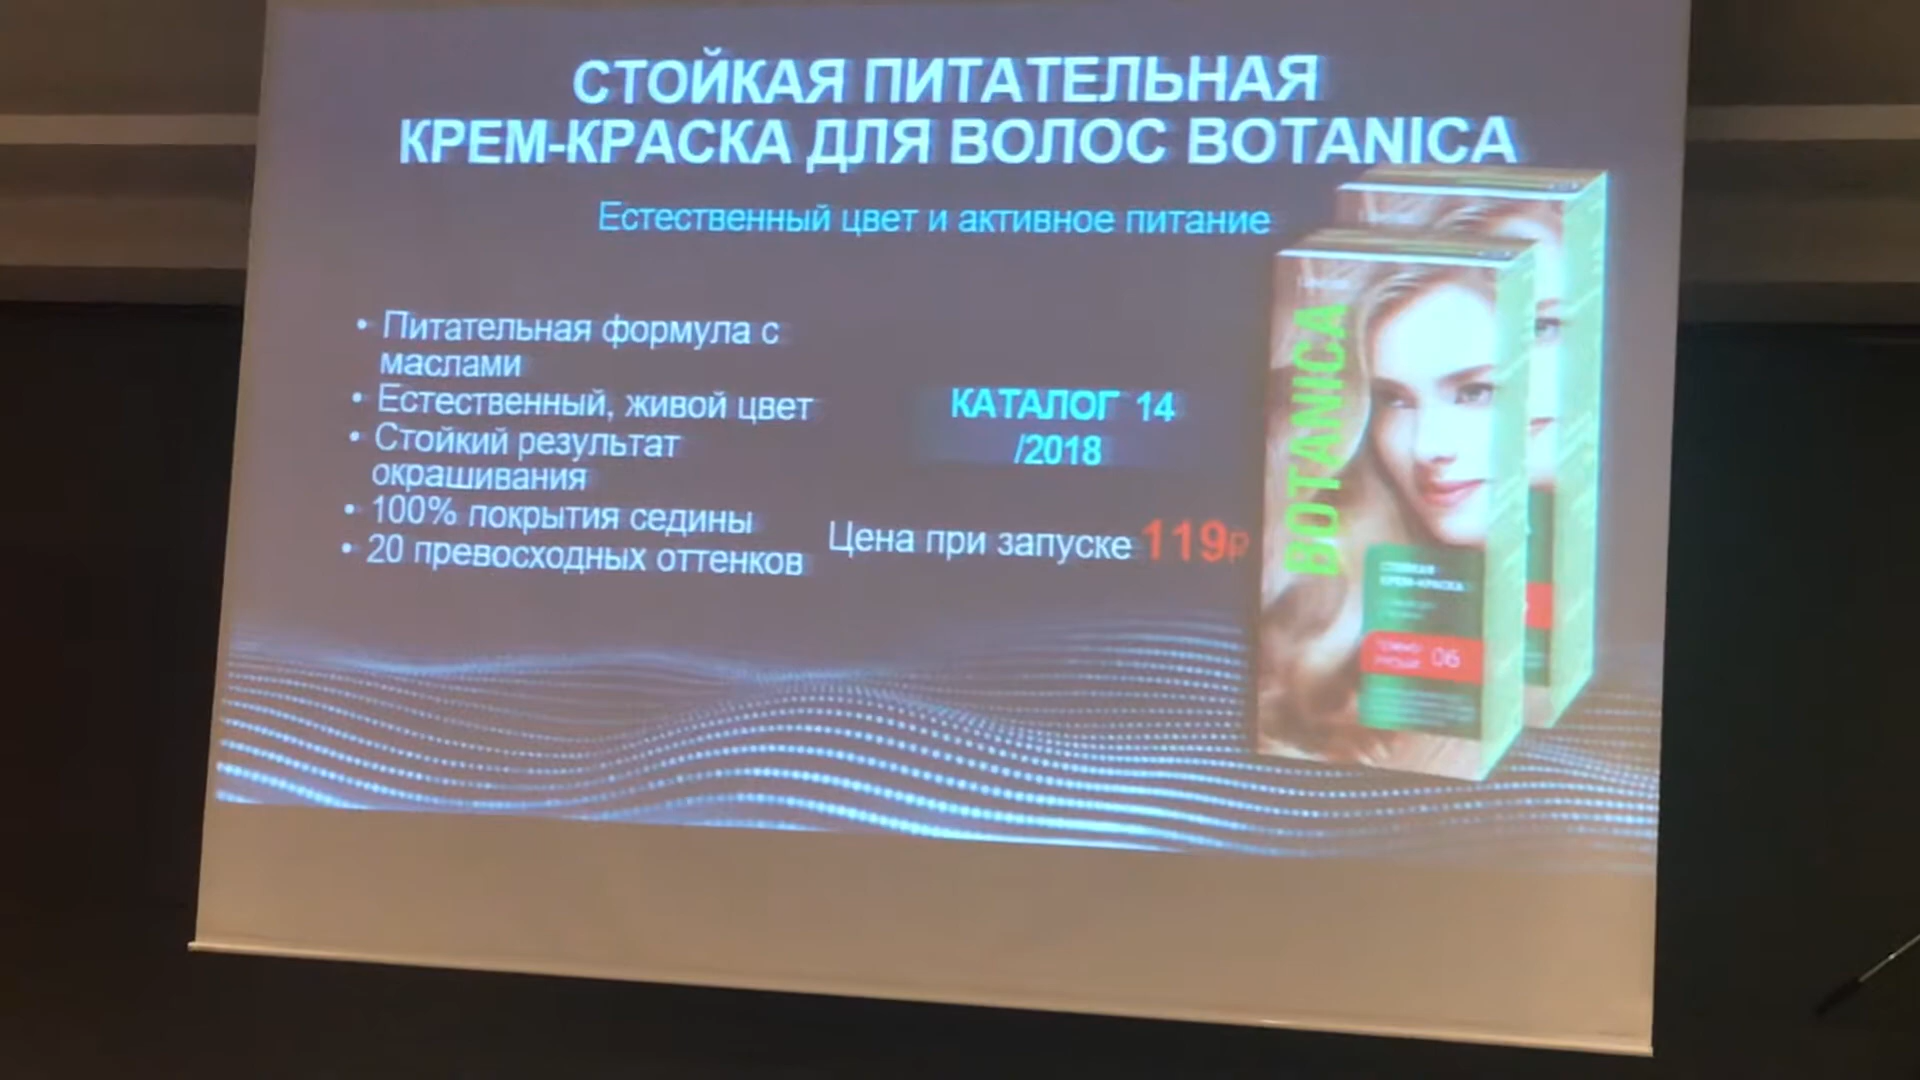 СТОЙКАЯ ПИТАТЕЛЬНАЯ
КРЕМ-КРАСКА ДЛЯ ВОЛОС BOTANICA
Естественный цвет и активное питание
• Питательная формула с
маслами
• Естественный, живой цвет
• Стойкий результат
окрашивания
• 100% покрытия седины
• 20 превосходных оттенков
КАТАЛОГ 14
/2018
Цена при запуске 119₽
BOTANICA
СТОЙКАЯ
КРЕМ-КРАСКА
06